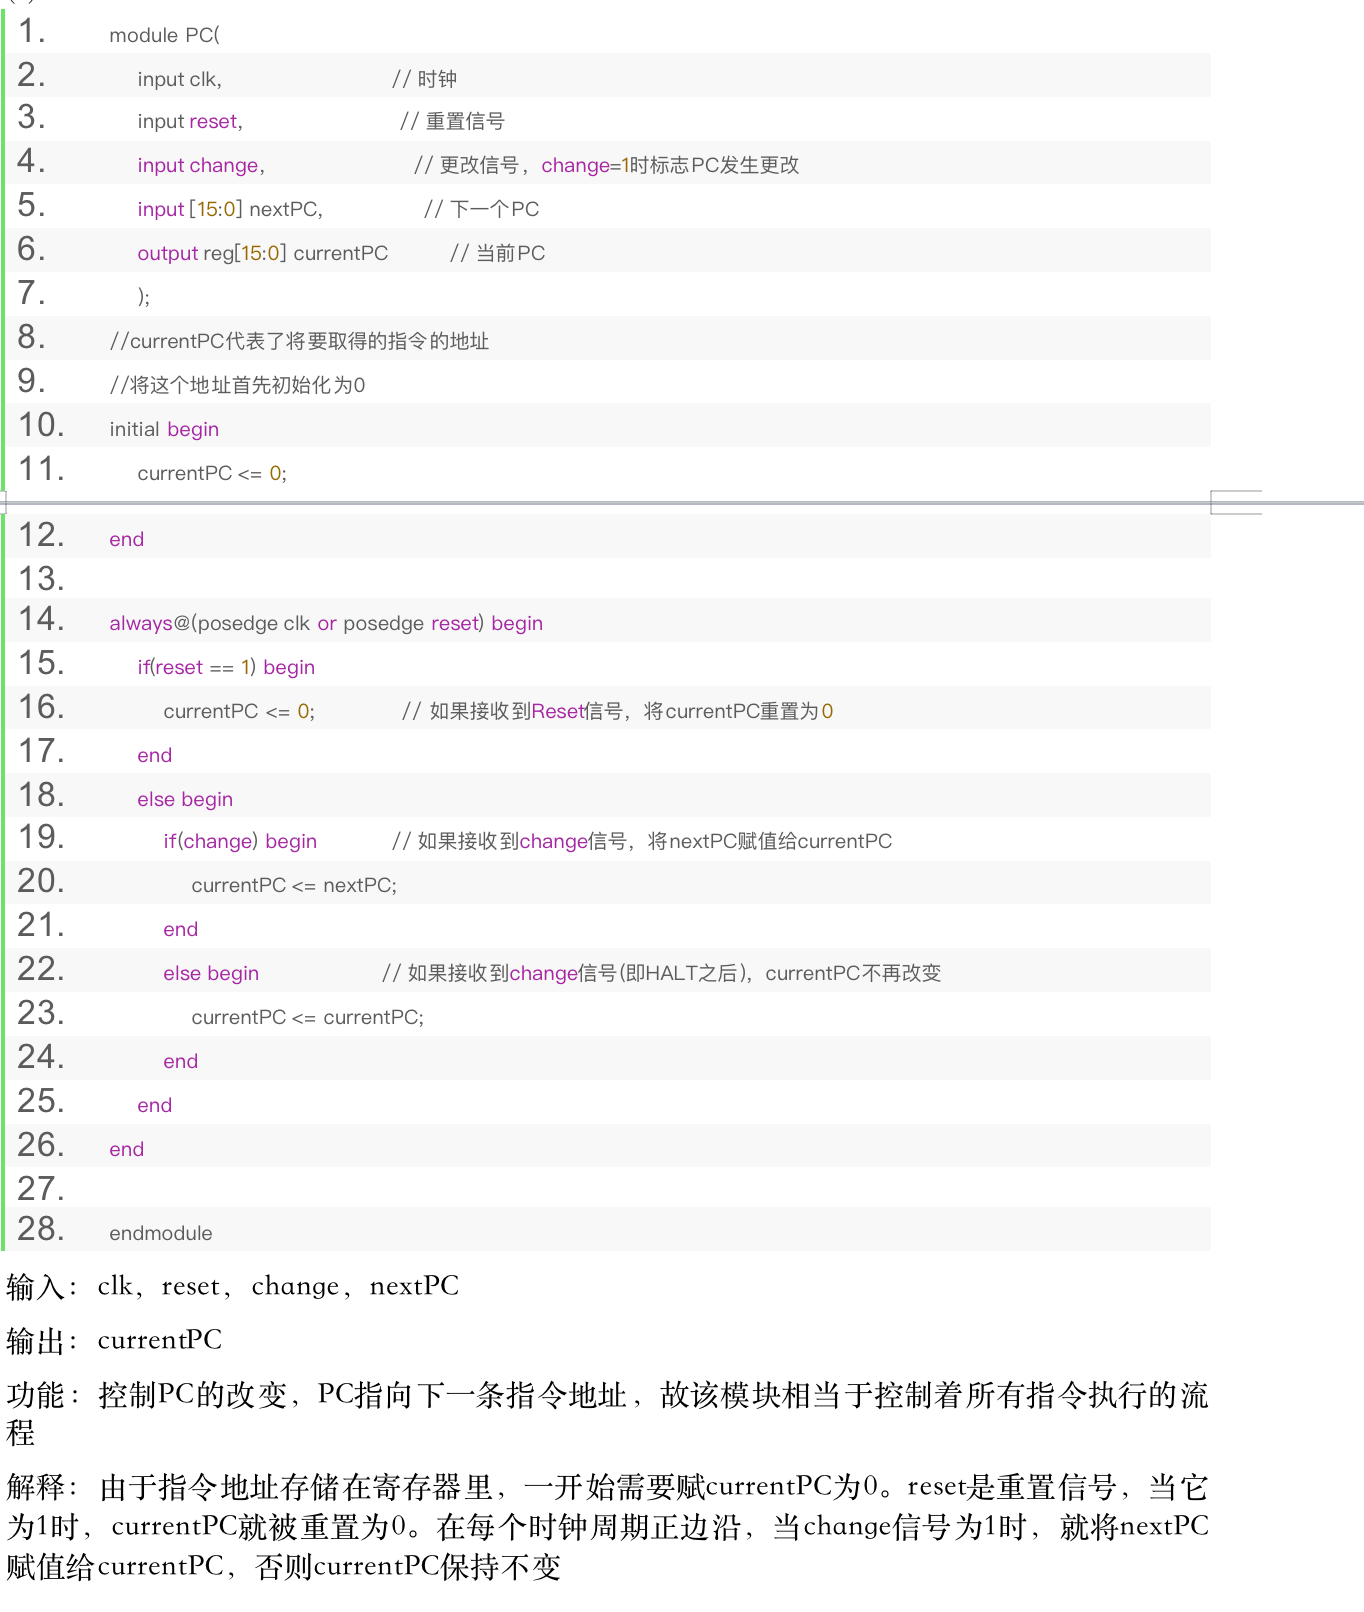 1. module PC(
2. input clk, // 时钟
3. input reset, // 重置信号
4. input change, // 更改信号，change=1时标志PC发生更改
5. input [15:0] nextPC, // 下一个PC
6. output reg[15:0] currentPC // 当前PC
7. );
8. //currentPC代表了将要取得的指令的地址
9. //将这个地址首先初始化为0
10. initial begin
11. currentPC <= 0;
12. end
13.
14. always@(posedge clk or posedge reset) begin
15. if(reset == 1) begin
16. currentPC <= 0; // 如果接收到Reset信号，将currentPC重置为0
17. end
18. else begin
19. if(change) begin // 如果接收到change信号，将nextPC赋值给currentPC
20. currentPC <= nextPC;
21. end
22. else begin // 如果接收到change信号(即HALT之后)，currentPC不再改变
23. currentPC <= currentPC;
24. end
25. end
26. end
27.
28. endmodule
输入：clk，reset，change，nextPC
输出：currentPC
功能：控制PC的改变，PC指向下一条指令地址，故该模块相当于控制着所有指令执行的流
程
解释：由于指令地址存储在寄存器里，一开始需要赋currentPC为0。reset是重置信号，当它
为1时，currentPC就被重置为0。在每个时钟周期正边沿，当change信号为1时，就将nextPC
赋值给currentPC，否则currentPC保持不变